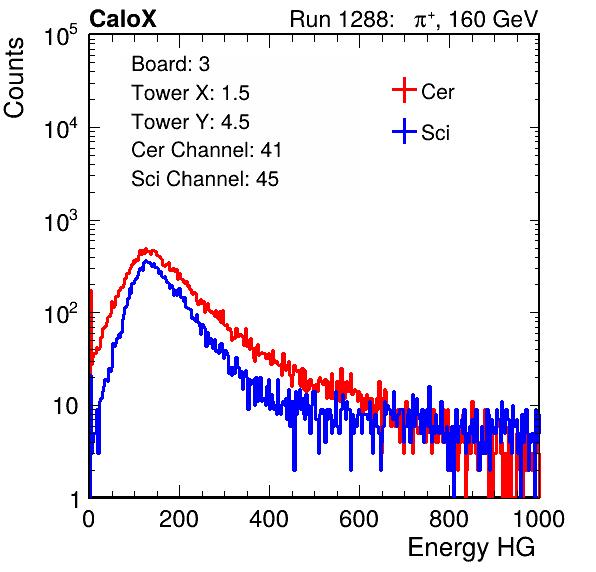 CaloX Run 1288: π⁺, 160 GeV
Counts
10⁵
10⁴
10³
10²
10
1
Board: 3
Tower X: 1.5
Tower Y: 4.5
Cer Channel: 41
Sci Channel: 45
Cer
Sci
0 200 400 600 800 1000
Energy HG